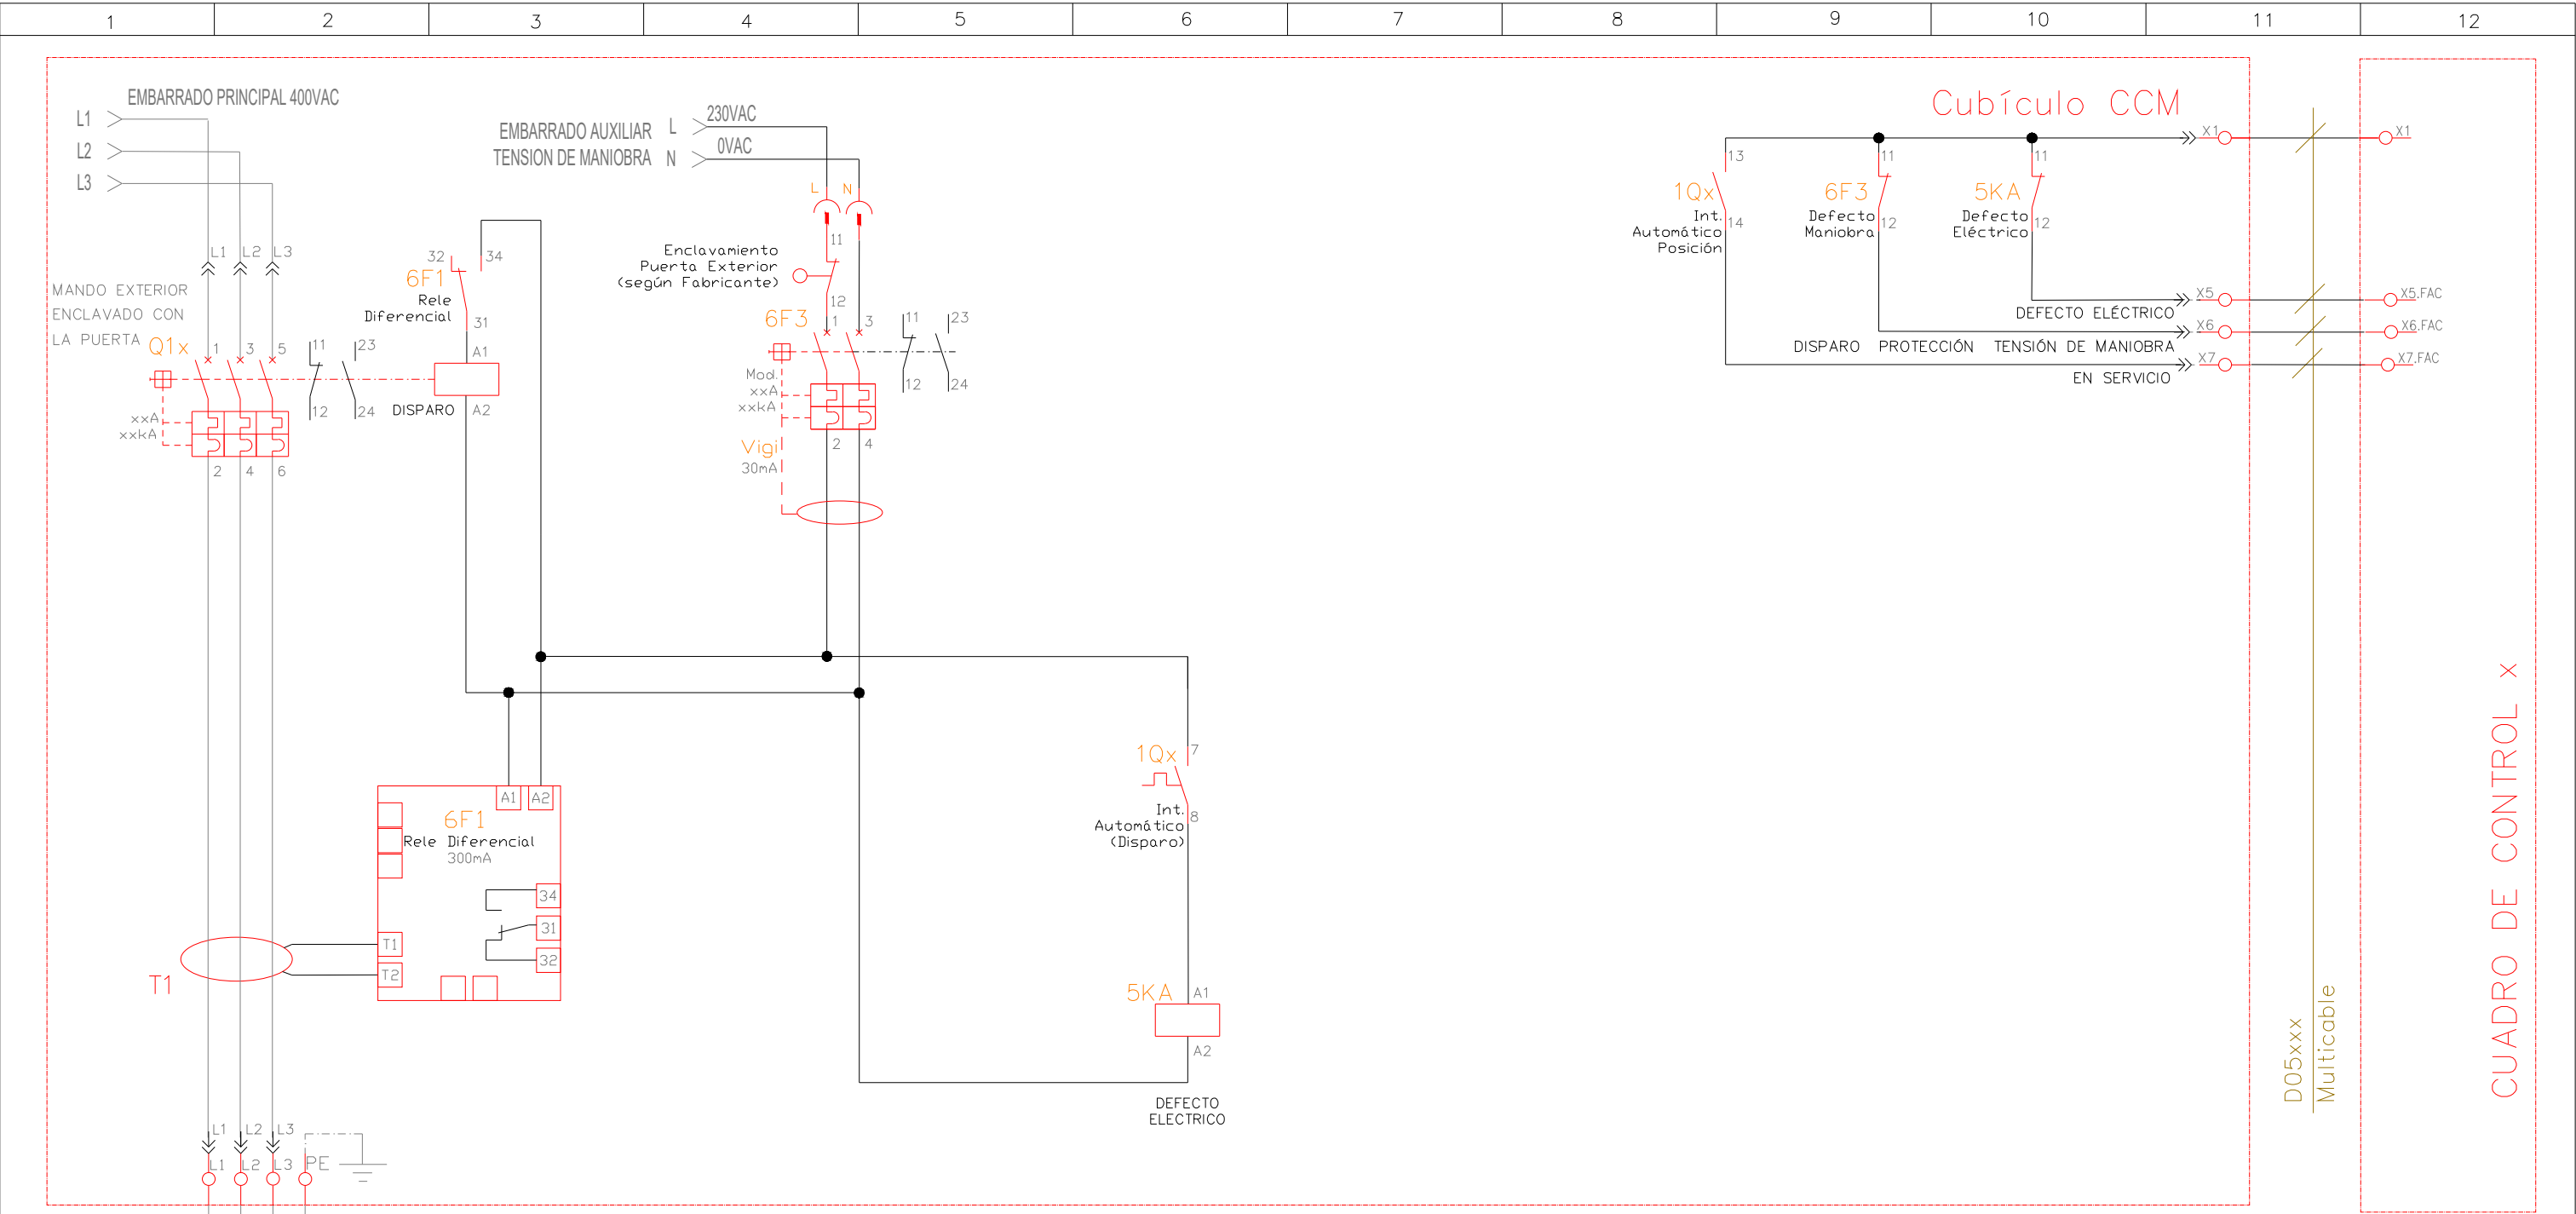 1 2 3 4 5 6 7 8 9 10 11 12
EMBARRADO PRINCIPAL 400VAC
L1
L2
L3
L1 L2 L3
MANDO EXTERIOR
ENCLAVADO CON
LA PUERTA
Q1x
1 3 5
11 23
12 24
xxA
xxkA
2 4 6
32 34
6F1
Rele
Diferencial
31
A1
DISPARO
A2
EMBARRADO AUXILIAR L 230VAC
TENSION DE MANIOBRA N 0VAC
L N
11
Enclavamiento
Puerta Exterior
(según Fabricante)
12
6F3
1 3
11 23
12 24
Mod.
xxA
xxkA
2 4
Vigi
30mA
A1 A2
6F1
Rele Diferencial
300mA
34
31
32
T1
T2
T1
1Qx
7
Int.
Automático
(Disparo)
8
5KA
A1
A2
DEFECTO
ELECTRICO
L1 L2 L3
L1 L2 L3 PE
Cubículo CCM
13 11 11
1Qx
Int.
Automático
Posición
14
6F3
Defecto
Maniobra
12
5KA
Defecto
Eléctrico
12
X1 X1
X5 X5.FAC
DEFECTO ELÉCTRICO
X6 X6.FAC
DISPARO PROTECCIÓN TENSIÓN DE MANIOBRA
X7 X7.FAC
EN SERVICIO
D05xxx
Multicable
CUADRO DE CONTROL x